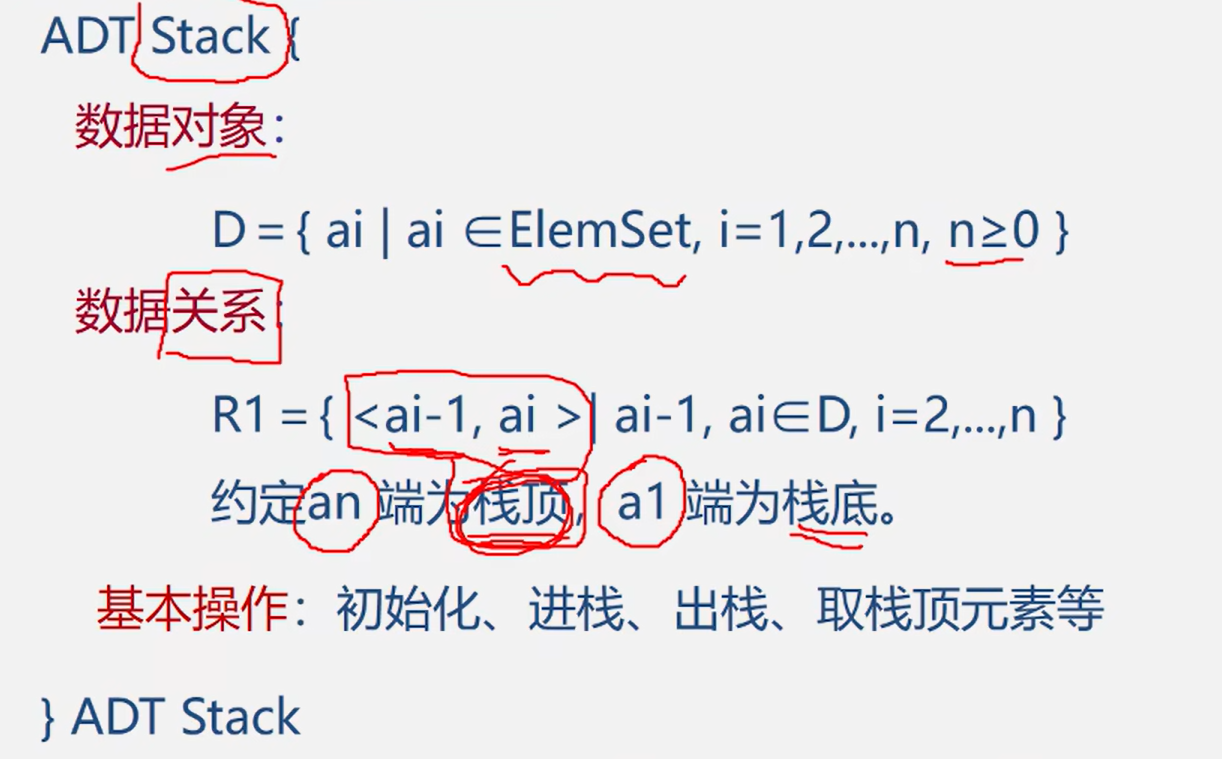 ADT Stack {
数据对象：
D = { ai | ai ∈ElemSet, i=1,2,...,n, n≥0 }
数据关系：
R1 = { <ai-1, ai >| ai-1, ai∈D, i=2,...,n }
约定an 端为栈顶， a1 端为栈底。
基本操作：初始化、进栈、出栈、取栈顶元素等
} ADT Stack